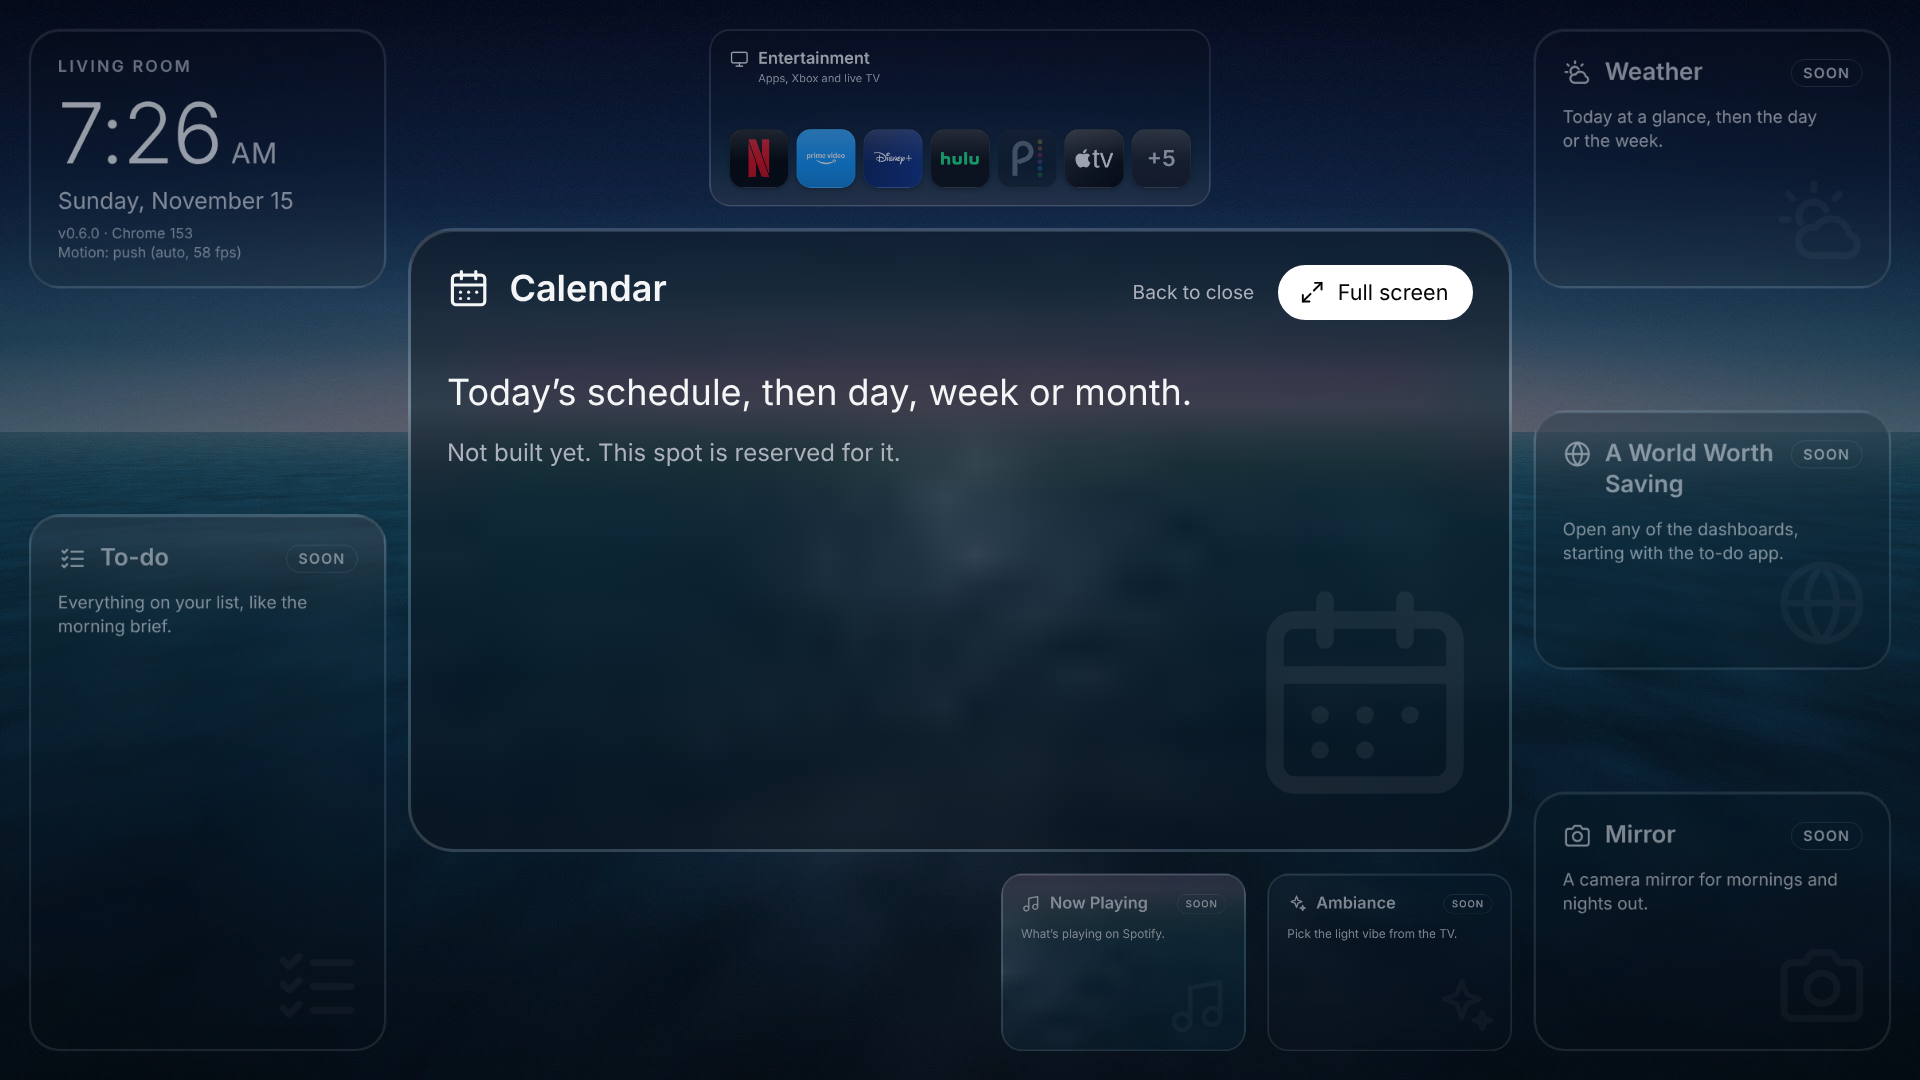 LIVING ROOM
7:26 AM
Sunday, November 15
v0.6.0 · Chrome 153
Motion: push (auto, 58 fps)
Entertainment
Apps, Xbox and live TV
N
prime video
Disney+
hulu
P
tv
+5
Weather
SOON
Today at a glance, then the day
or the week.
Calendar
Back to close
Full screen
Today’s schedule, then day, week or month.
Not built yet. This spot is reserved for it.
To-do
SOON
Everything on your list, like the
morning brief.
A World Worth
Saving
SOON
Open any of the dashboards,
starting with the to-do app.
Now Playing
SOON
What’s playing on Spotify.
Ambiance
SOON
Pick the light vibe from the TV.
Mirror
SOON
A camera mirror for mornings and
nights out.